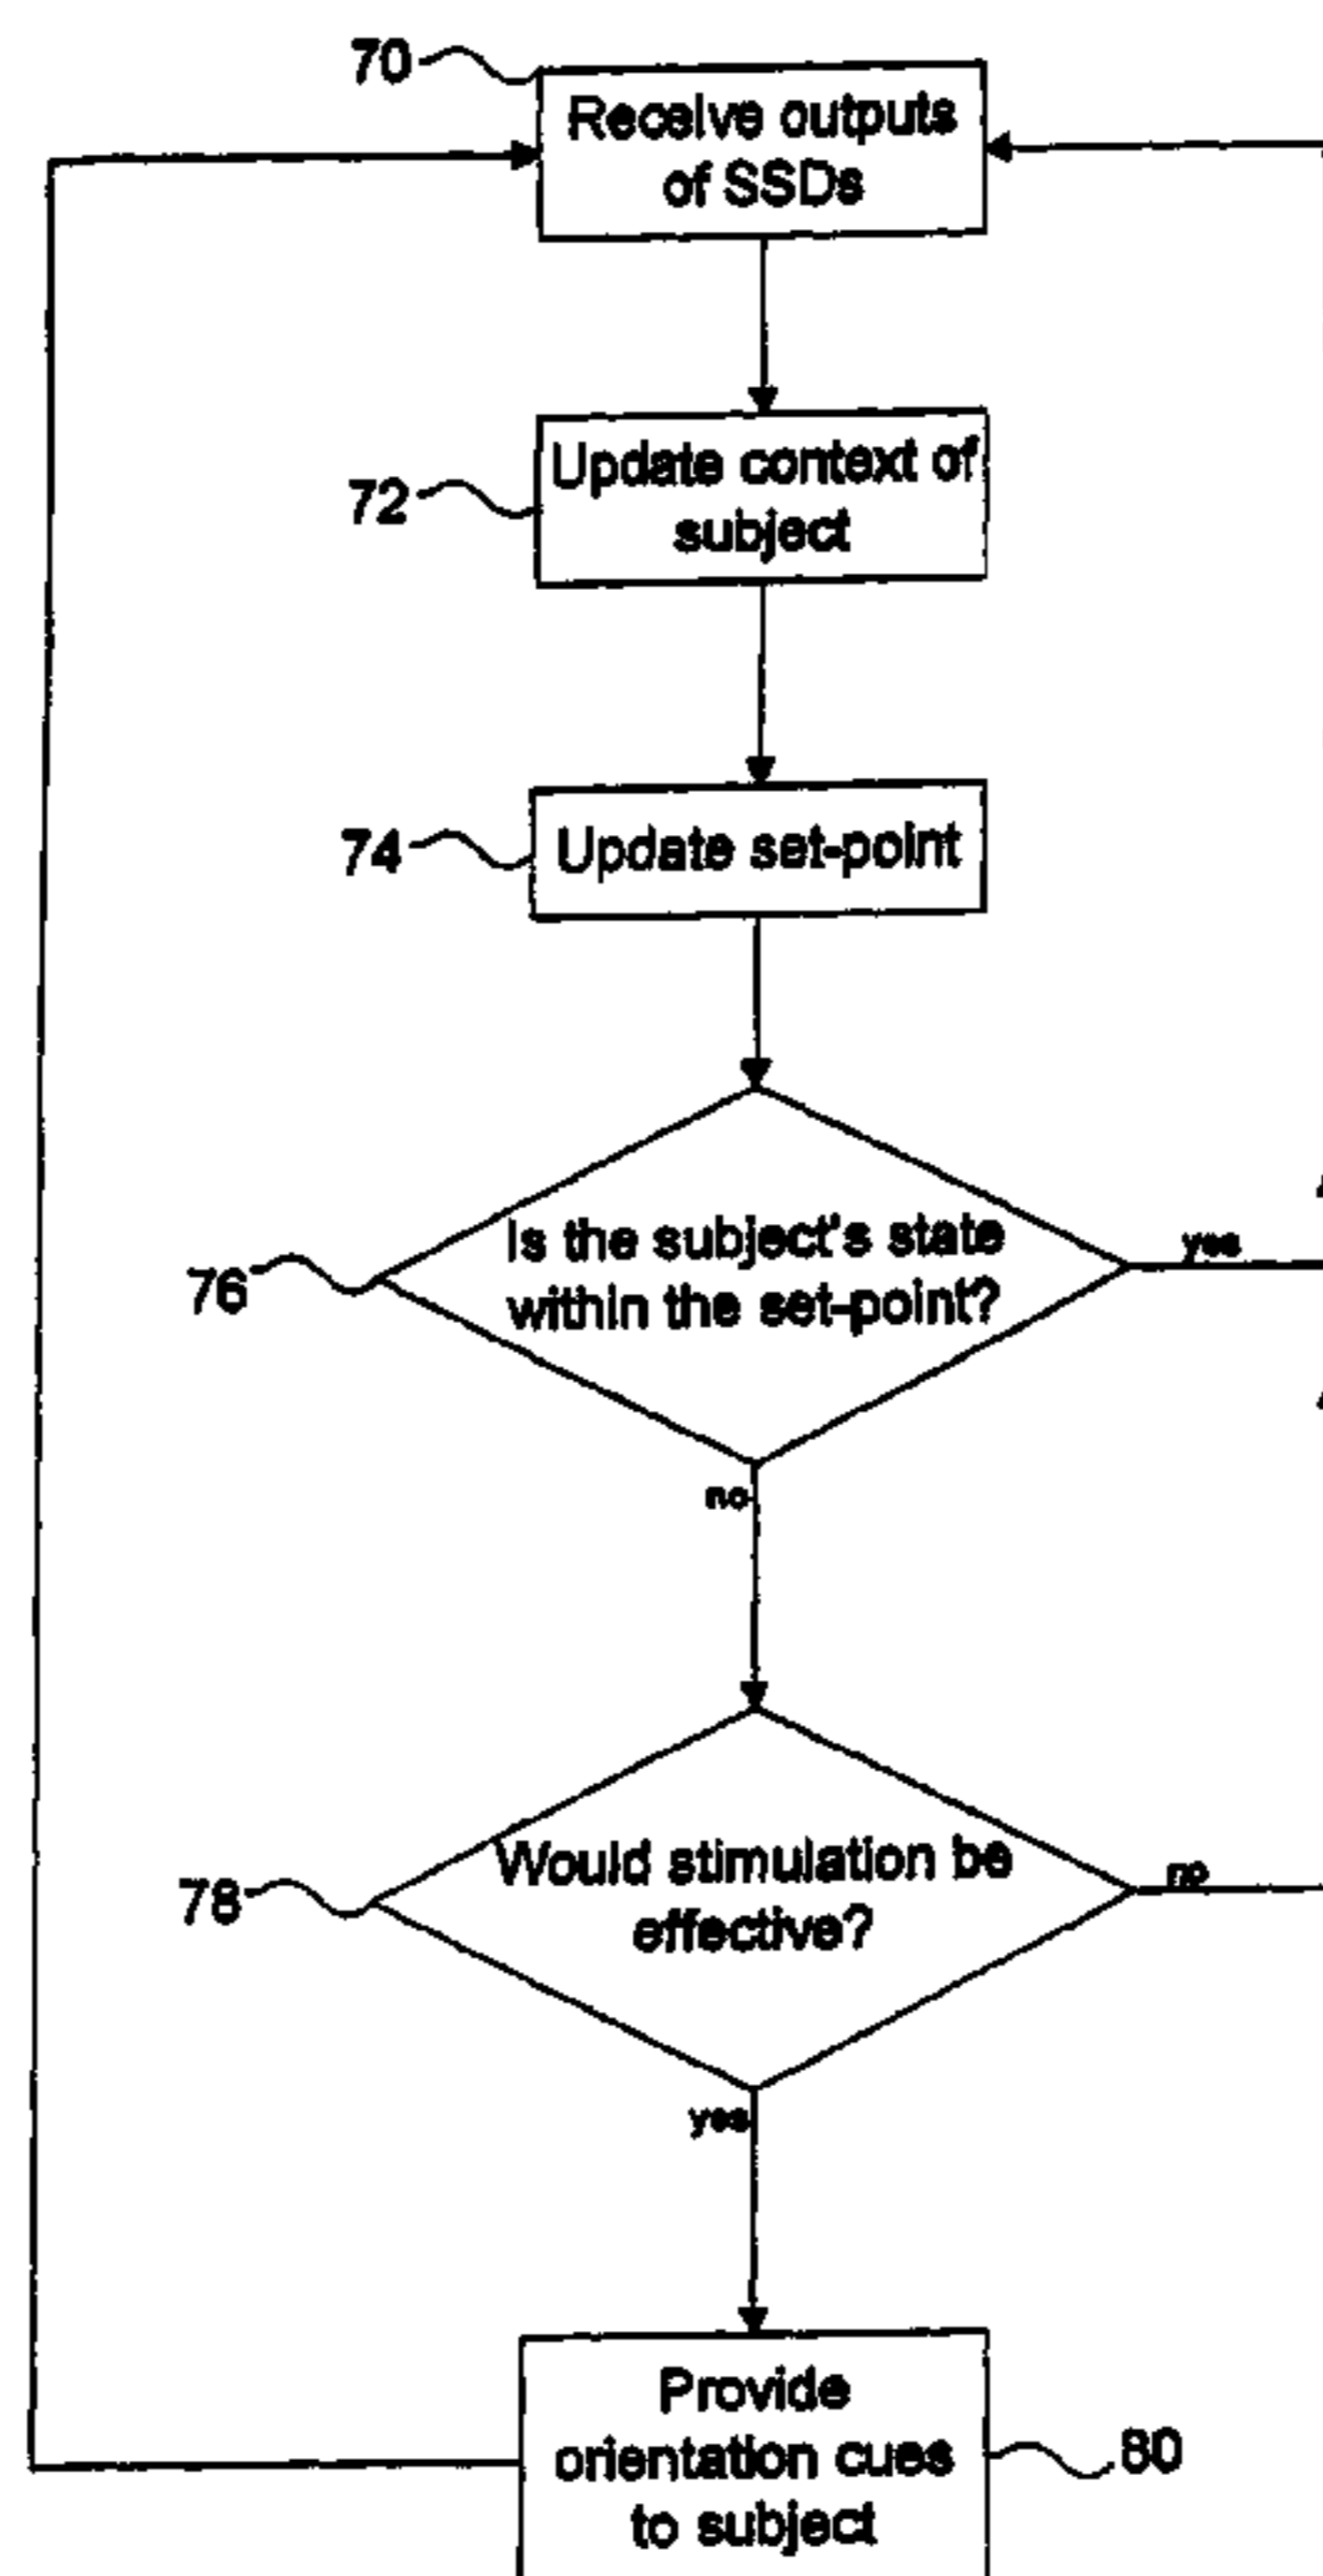 70
Receive outputs
of SSDs
72
Update context of
subject
74
Update set-point
76
Is the subject's state
within the set-point?
yes
no
78
Would stimulation be
effective?
no
yes
Provide
orientation cues
to subject
80